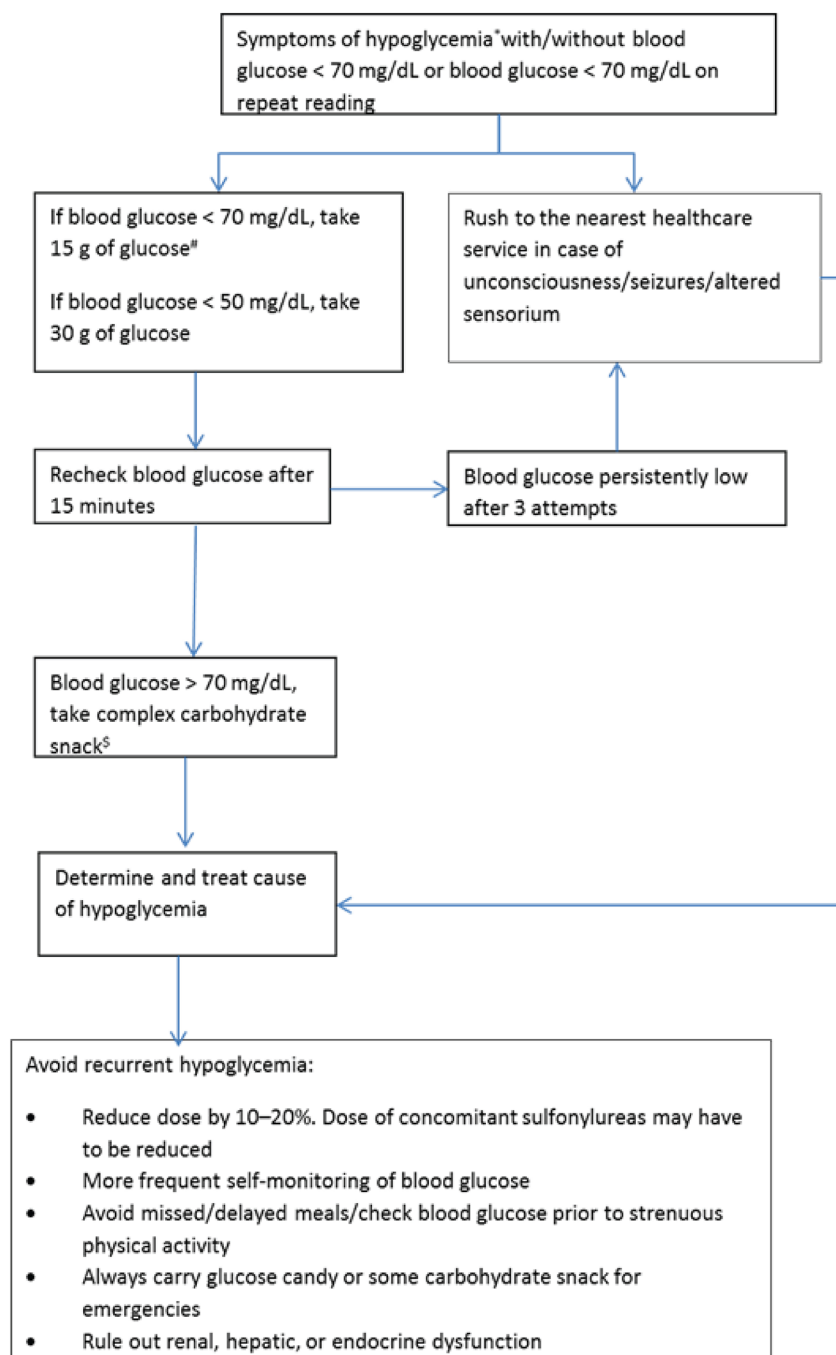 Symptoms of hypoglycemia*with/without blood
glucose < 70 mg/dL or blood glucose < 70 mg/dL on
repeat reading
If blood glucose < 70 mg/dL, take
15 g of glucose#
If blood glucose < 50 mg/dL, take
30 g of glucose
Rush to the nearest healthcare
service in case of
unconsciousness/seizures/altered
sensorium
Recheck blood glucose after
15 minutes
Blood glucose persistently low
after 3 attempts
Blood glucose > 70 mg/dL,
take complex carbohydrate
snack$
Determine and treat cause
of hypoglycemia
Avoid recurrent hypoglycemia:
• Reduce dose by 10–20%. Dose of concomitant sulfonylureas may have
to be reduced
• More frequent self-monitoring of blood glucose
• Avoid missed/delayed meals/check blood glucose prior to strenuous
physical activity
• Always carry glucose candy or some carbohydrate snack for
emergencies
• Rule out renal, hepatic, or endocrine dysfunction